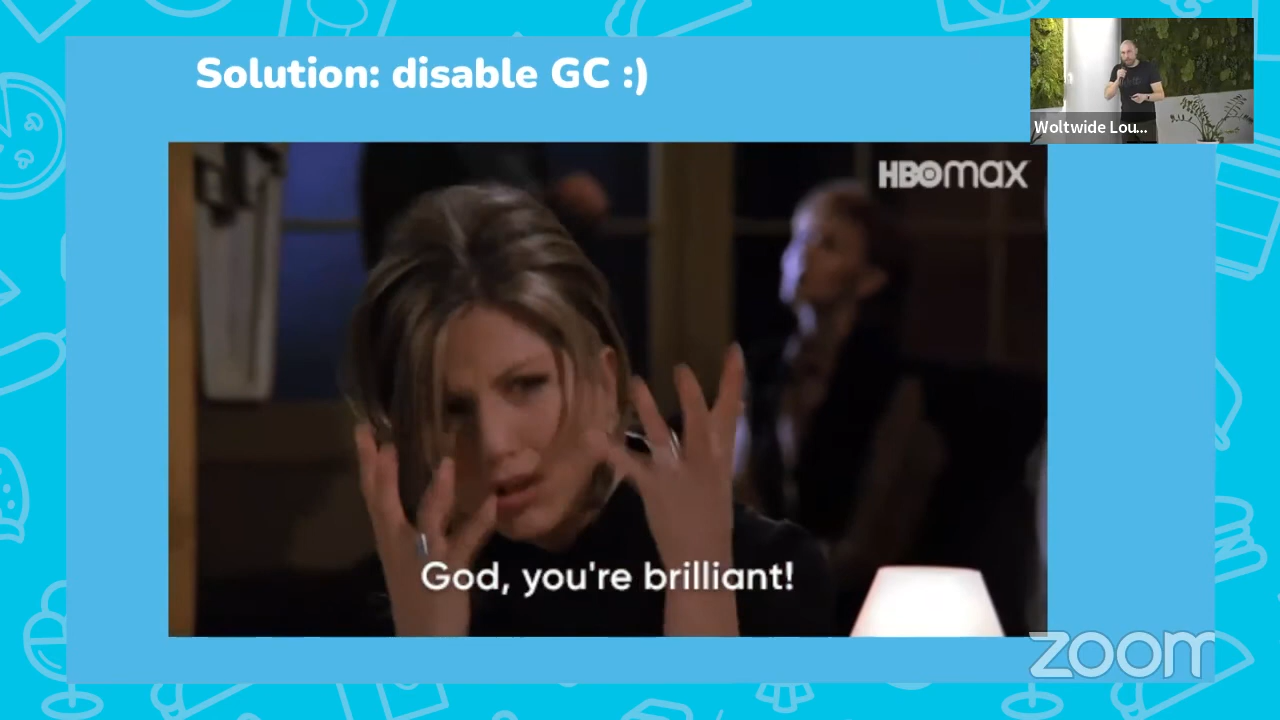 Solution: disable GC :)
Woltwide Lou...
HBOmax
God, you're brilliant!
zoom